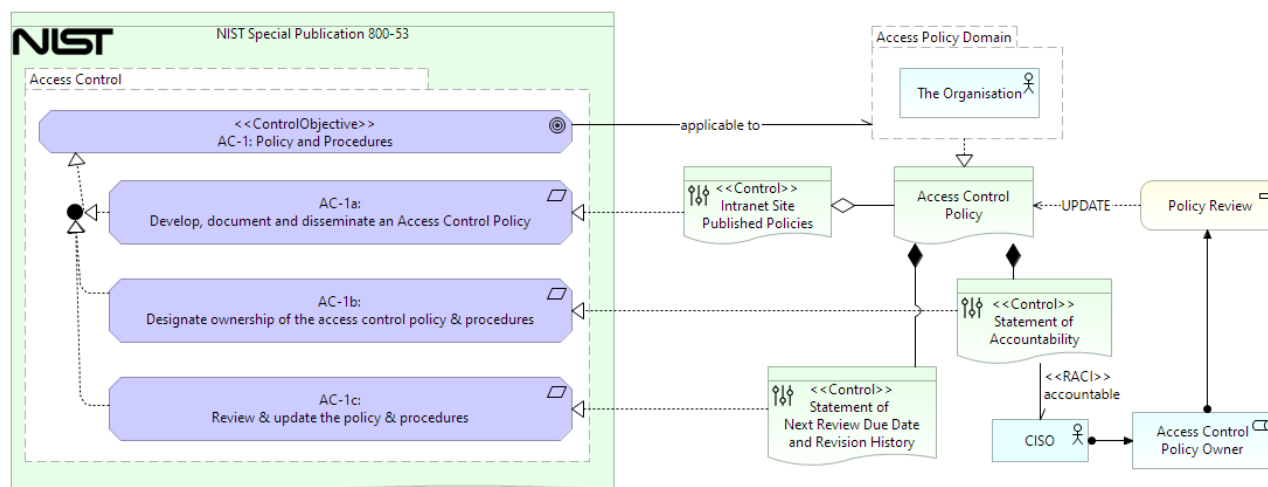 NIST
NIST Special Publication 800-53
Access Control
<<ControlObjective>>
AC-1: Policy and Procedures
AC-1a:
Develop, document and disseminate an Access Control Policy
AC-1b:
Designate ownership of the access control policy & procedures
AC-1c:
Review & update the policy & procedures
applicable to
Access Policy Domain
The Organisation
<<Control>>
Intranet Site
Published Policies
Access Control
Policy
UPDATE
Policy Review
<<Control>>
Statement of
Accountability
<<Control>>
Statement of
Next Review Due Date
and Revision History
<<RACI>>
accountable
CISO
Access Control
Policy Owner